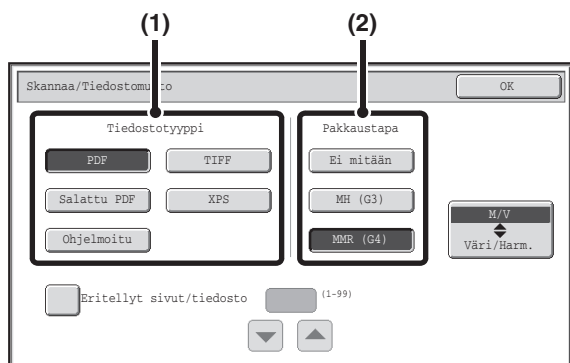 (1) (2)
Skannaa/Tiedostomuoto OK
Tiedostotyyppi Pakkaustapa
PDF TIFF Ei mitään
Salattu PDF XPS MH (G3)
Ohjelmoitu MMR (G4)
M/V
Väri/Harm.
Eritellyt sivut/tiedosto (1-99)